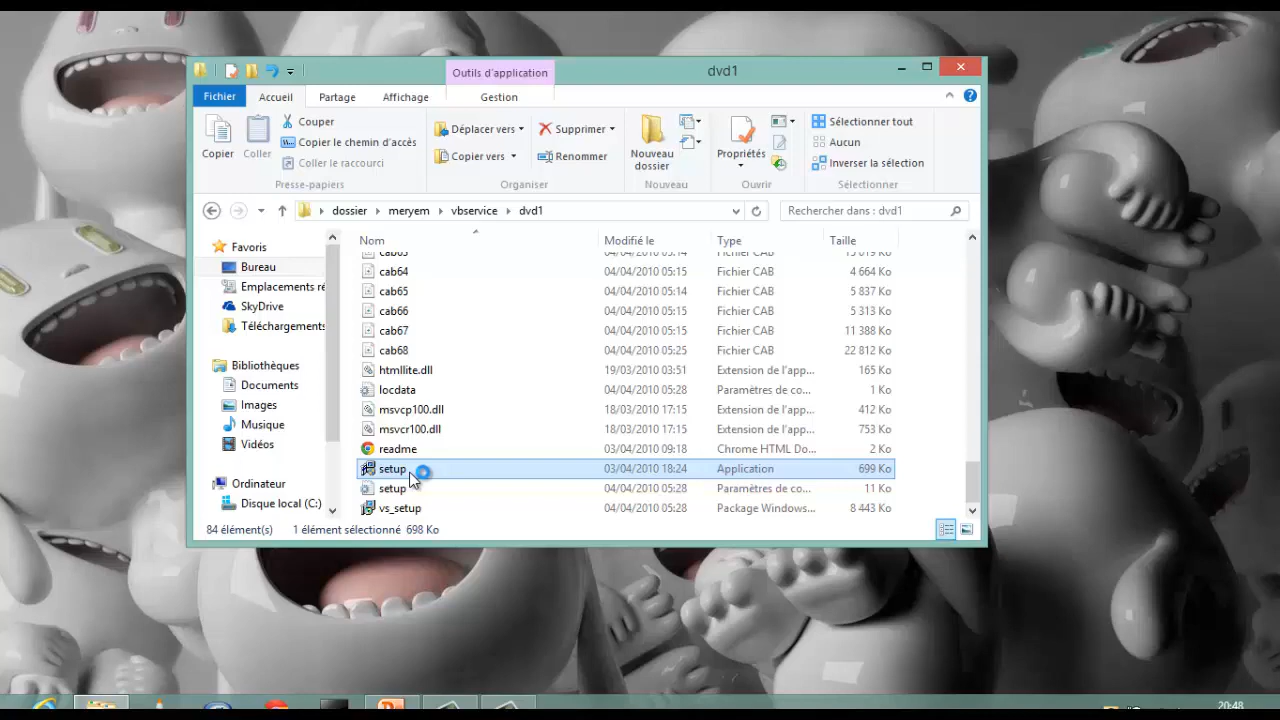 Outils d'application
dvd1
Fichier
Accueil
Partage
Affichage
Gestion
Copier
Coller
Couper
Copier le chemin d'accès
Coller le raccourci
Presse-papiers
Déplacer vers
Copier vers
Supprimer
Renommer
Organiser
Nouveau dossier
Nouveau
Propriétés
Ouvrir
Sélectionner tout
Aucun
Inverser la sélection
Sélectionner
dossier
meryem
vbservice
dvd1
Rechercher dans : dvd1
Favoris
Bureau
Emplacements ré
SkyDrive
Téléchargements
Bibliothèques
Documents
Images
Musique
Vidéos
Ordinateur
Disque local (C:)
Nom Modifié le Type Taille
cab64 04/04/2010 05:15 Fichier CAB 4 664 Ko
cab65 04/04/2010 05:14 Fichier CAB 5 837 Ko
cab66 04/04/2010 05:15 Fichier CAB 5 313 Ko
cab67 04/04/2010 05:15 Fichier CAB 11 388 Ko
cab68 04/04/2010 05:25 Fichier CAB 22 812 Ko
htmllite.dll 19/03/2010 03:51 Extension de l'app... 165 Ko
locdata 04/04/2010 05:28 Paramètres de co... 1 Ko
msvcp100.dll 18/03/2010 17:15 Extension de l'app... 412 Ko
msvcr100.dll 18/03/2010 17:15 Extension de l'app... 753 Ko
readme 03/04/2010 09:18 Chrome HTML Do... 2 Ko
setup 03/04/2010 18:24 Application 699 Ko
setup 04/04/2010 05:28 Paramètres de co... 11 Ko
vs_setup 04/04/2010 05:28 Package Windows... 8 443 Ko
84 élément(s) 1 élément sélectionné 698 Ko
20:48